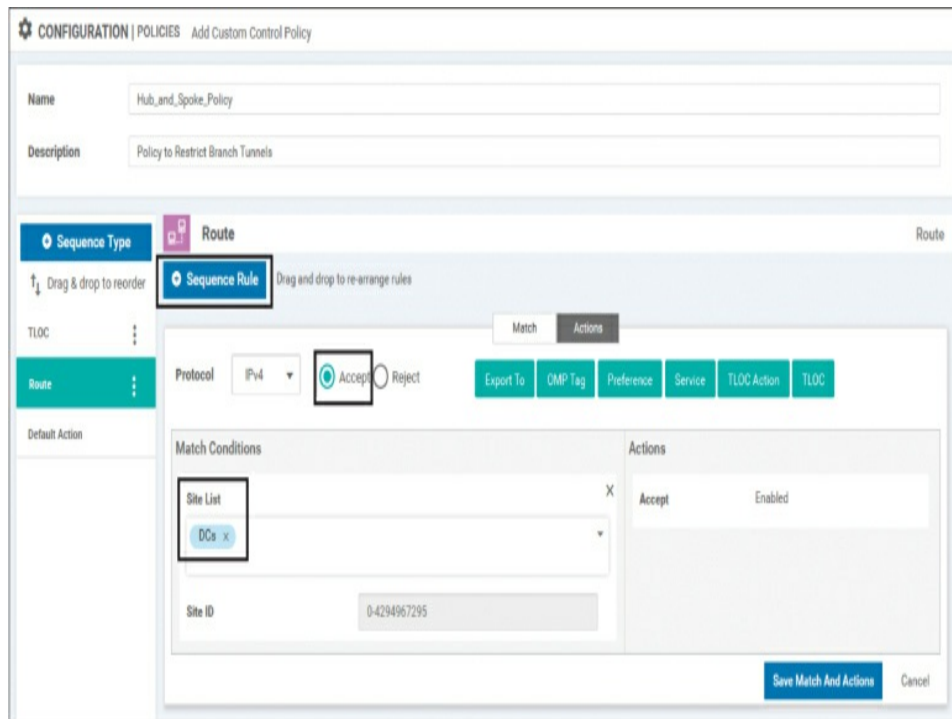 CONFIGURATION | POLICIES Add Custom Control Policy
Name Hub_and_Spoke_Policy
Description Policy to Restrict Branch Tunnels
Sequence Type
Route Route
Drag & drop to reorder
Sequence Rule Drag and drop to re-arrange rules
TLOC
Match Actions
Route
Protocol IPv4 Accept Reject Export To OMP Tag Preference Service TLOC Action TLOC
Default Action
Match Conditions Actions
Site List X
Accept Enabled
DCs x
Site ID 0-4294967295
Save Match And Actions Cancel